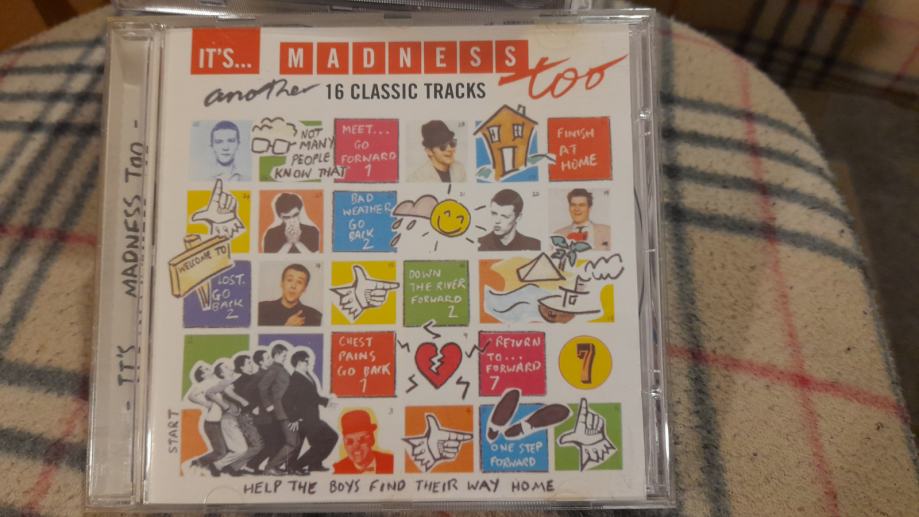 IT'S... MADNESS too
another 16 CLASSIC TRACKS
NOT
MANY
PEOPLE
KNOW THAT
MEET...
GO
FORWARD
1
FINISH
AT
HOME
BAD
WEATHER
GO
BACK
2
WELCOME TO
LOST.
GO
BACK
2
DOWN
THE RIVER
FORWARD
2
CHEST
PAINS
GO BACK
1
RETURN
TO...
FORWARD
7
7
START
ONE STEP
FORWARD
HELP THE BOYS FIND THEIR WAY HOME
- IT'S MADNESS TOO -